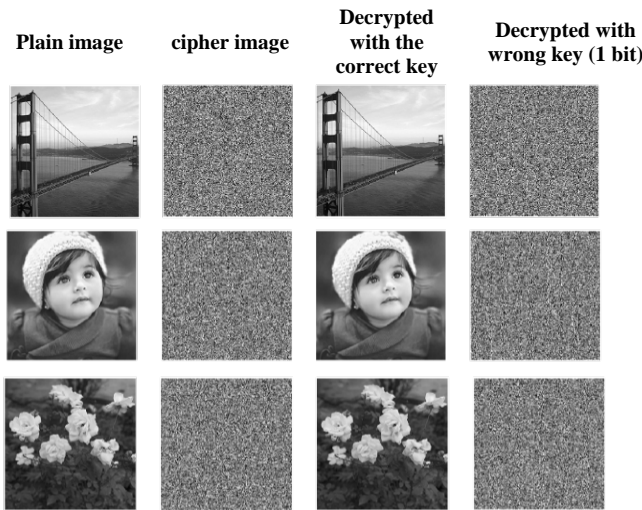 Plain image
cipher image
Decrypted
with the
correct key
Decrypted with
wrong key (1 bit)